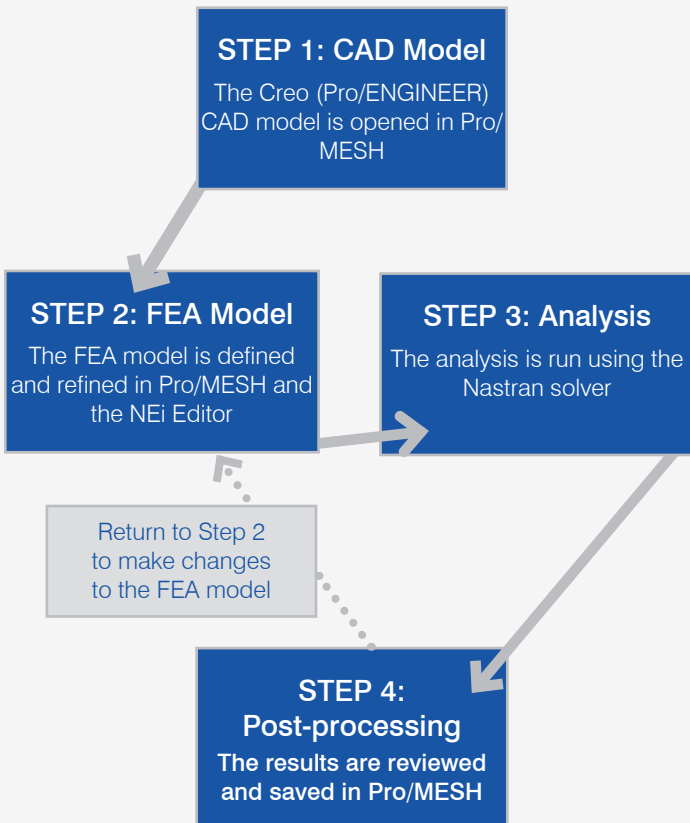 STEP 1: CAD Model
The Creo (Pro/ENGINEER)
CAD model is opened in Pro/
MESH
STEP 2: FEA Model
The FEA model is defined
and refined in Pro/MESH and
the NEi Editor
STEP 3: Analysis
The analysis is run using the
Nastran solver
Return to Step 2
to make changes
to the FEA model
STEP 4:
Post-processing
The results are reviewed
and saved in Pro/MESH